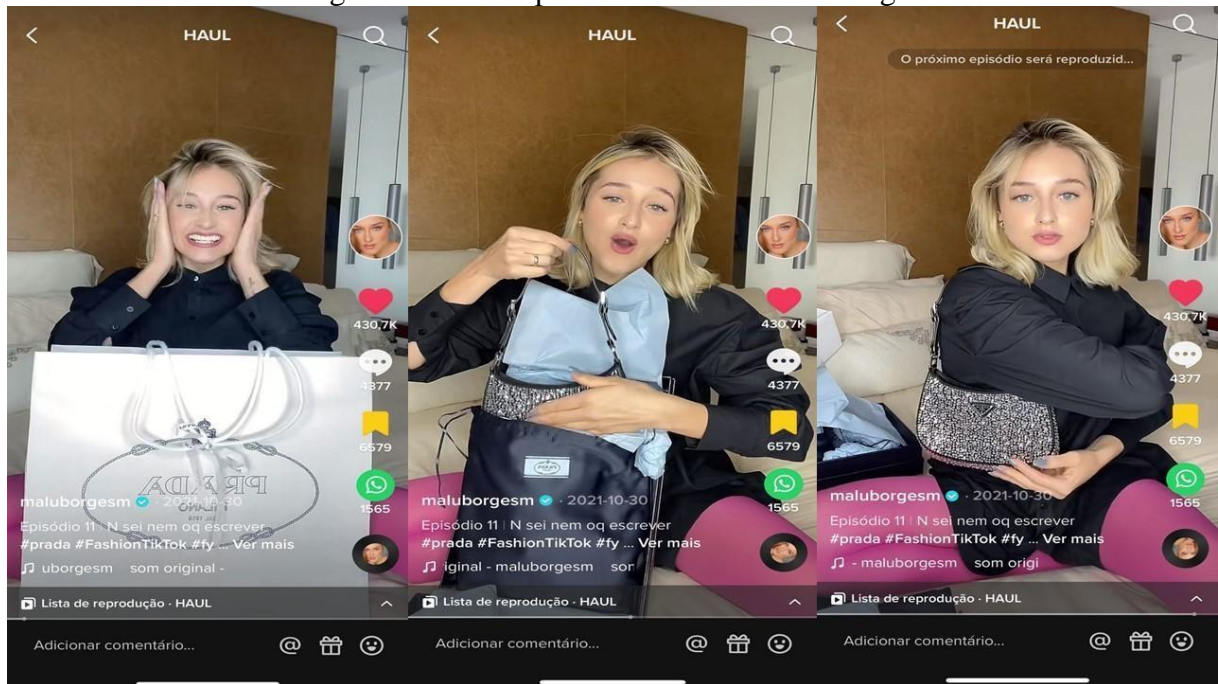 HAUL
430,7K
4377
6579
1565
PRADA
MILANO
maluborgesm · 2021-10-30
Episódio 11 | N sei nem oq escrever
#prada #FashionTikTok #fy ... Ver mais
uborgesm som original -
Lista de reprodução · HAUL
Adicionar comentário...
@
HAUL
430,7K
4377
6579
1565
PRADA
maluborgesm · 2021-10-30
Episódio 11 | N sei nem oq escrever
#prada #FashionTikTok #fy ... Ver mais
iginal - maluborgesm sor
Lista de reprodução · HAUL
Adicionar comentário...
@
HAUL
O próximo episódio será reproduzid...
430,7K
4377
6579
1565
maluborgesm · 2021-10-30
Episódio 11 | N sei nem oq escrever
#prada #FashionTikTok #fy ... Ver mais
- maluborgesm som origi
Lista de reprodução · HAUL
Adicionar comentário...
@